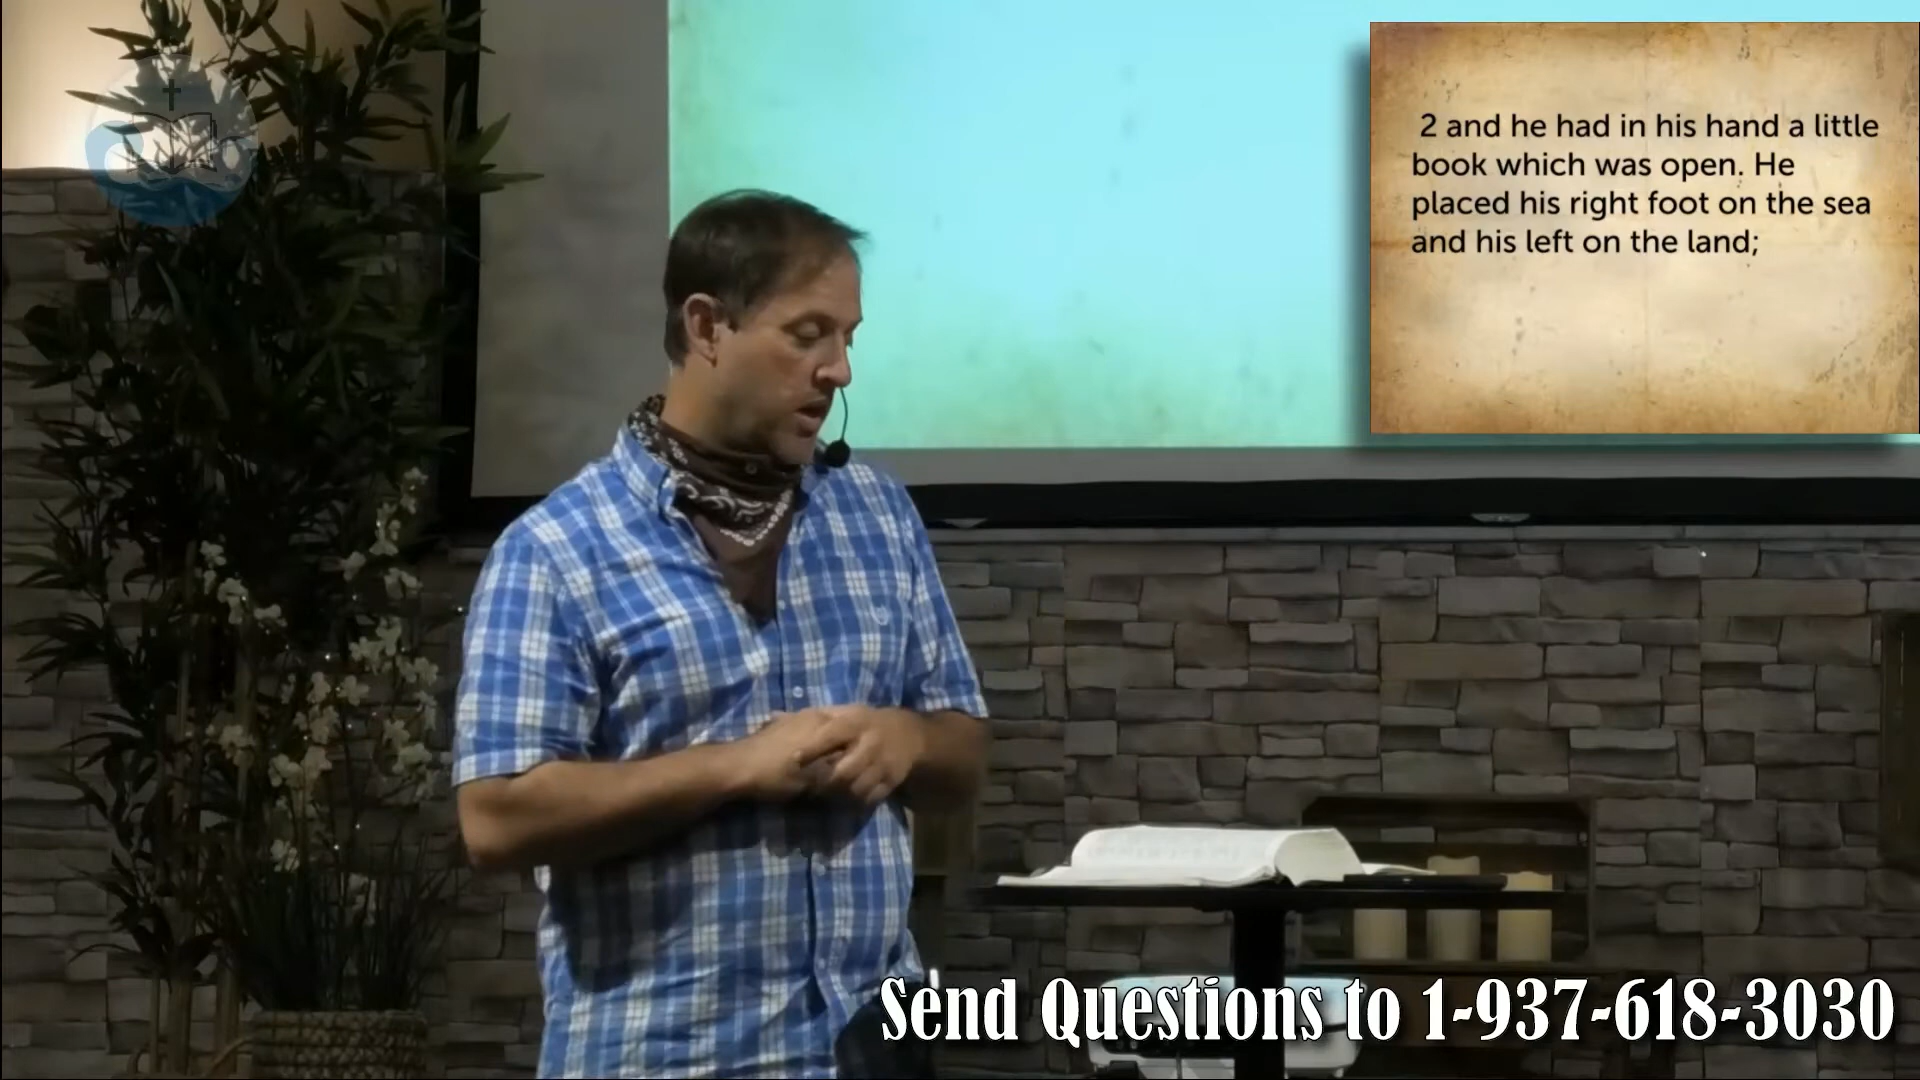 2 and he had in his hand a little
book which was open. He
placed his right foot on the sea
and his left on the land;
Send Questions to 1-937-618-3030